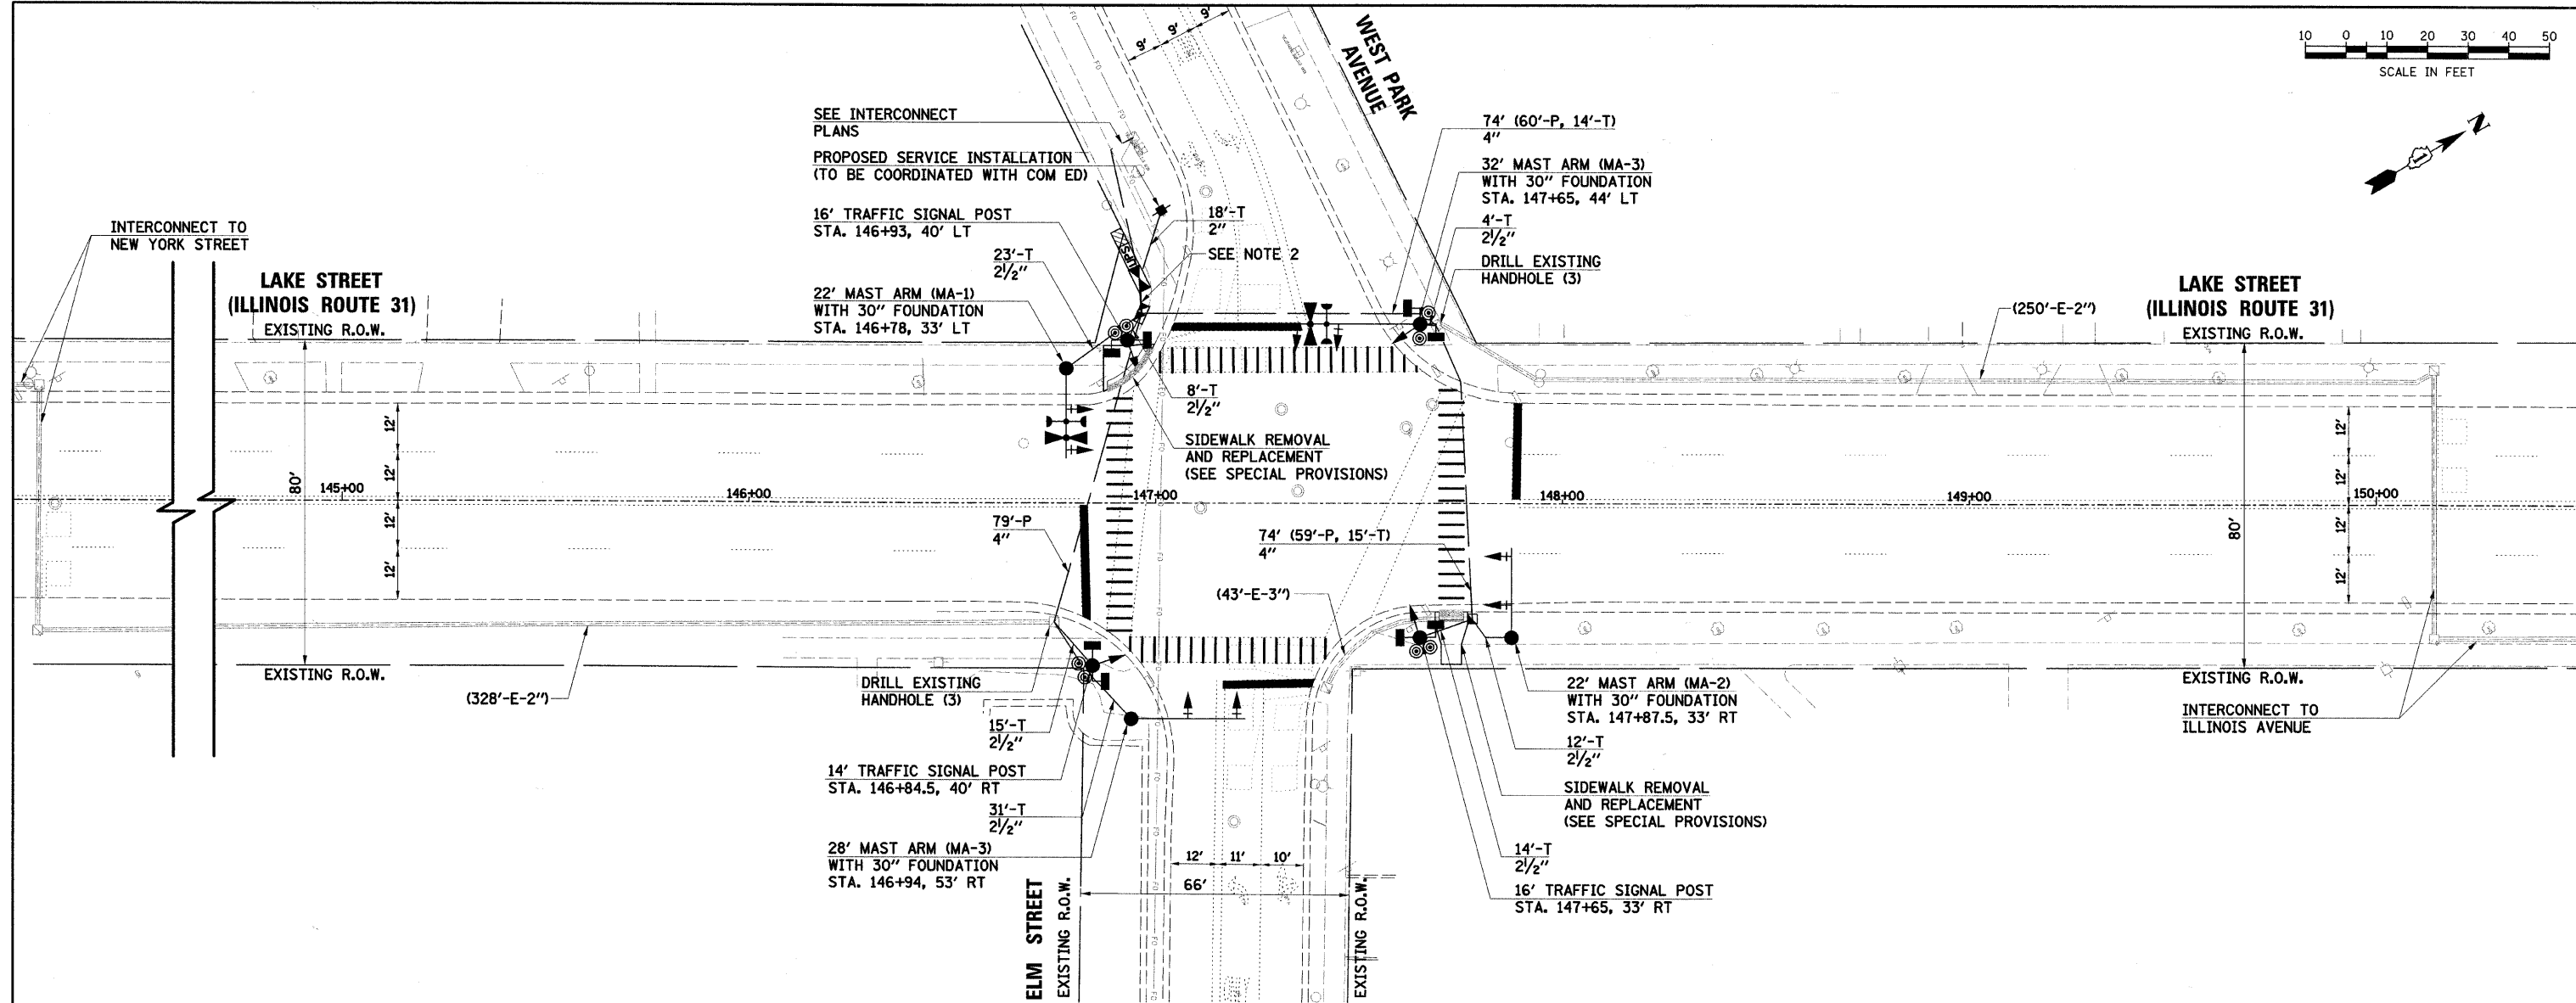 10 0 10 20 30 40 50
SCALE IN FEET
N
WEST PARK
AVENUE
9' 9' 9'
SEE INTERCONNECT
PLANS
PROPOSED SERVICE INSTALLATION
(TO BE COORDINATED WITH COM ED)
16' TRAFFIC SIGNAL POST
STA. 146+93, 40' LT
23'-T
2 1/2"
22' MAST ARM (MA-1)
WITH 30" FOUNDATION
STA. 146+78, 33' LT
18'-T
2"
SEE NOTE 2
UPS
8'-T
2 1/2"
SIDEWALK REMOVAL
AND REPLACEMENT
(SEE SPECIAL PROVISIONS)
74' (60'-P, 14'-T)
4"
32' MAST ARM (MA-3)
WITH 30" FOUNDATION
STA. 147+65, 44' LT
4'-T
2 1/2"
DRILL EXISTING
HANDHOLE (3)
INTERCONNECT TO
NEW YORK STREET
LAKE STREET
(ILLINOIS ROUTE 31)
EXISTING R.O.W.
(250'-E-2")
LAKE STREET
(ILLINOIS ROUTE 31)
EXISTING R.O.W.
80'
12'
12'
12'
12'
145+00
146+00
147+00
148+00
149+00
150+00
80'
12'
12'
12'
12'
79'-P
4"
74' (59'-P, 15'-T)
4"
(43'-E-3")
EXISTING R.O.W.
(328'-E-2")
DRILL EXISTING
HANDHOLE (3)
15'-T
2 1/2"
14' TRAFFIC SIGNAL POST
STA. 146+84.5, 40' RT
31'-T
2 1/2"
28' MAST ARM (MA-3)
WITH 30" FOUNDATION
STA. 146+94, 53' RT
22' MAST ARM (MA-2)
WITH 30" FOUNDATION
STA. 147+87.5, 33' RT
12'-T
2 1/2"
SIDEWALK REMOVAL
AND REPLACEMENT
(SEE SPECIAL PROVISIONS)
14'-T
2 1/2"
16' TRAFFIC SIGNAL POST
STA. 147+65, 33' RT
EXISTING R.O.W.
INTERCONNECT TO
ILLINOIS AVENUE
12' 11' 10'
66'
ELM STREET
EXISTING R.O.W.
EXISTING R.O.W.
FO
FO
FO
FO
FO
FO